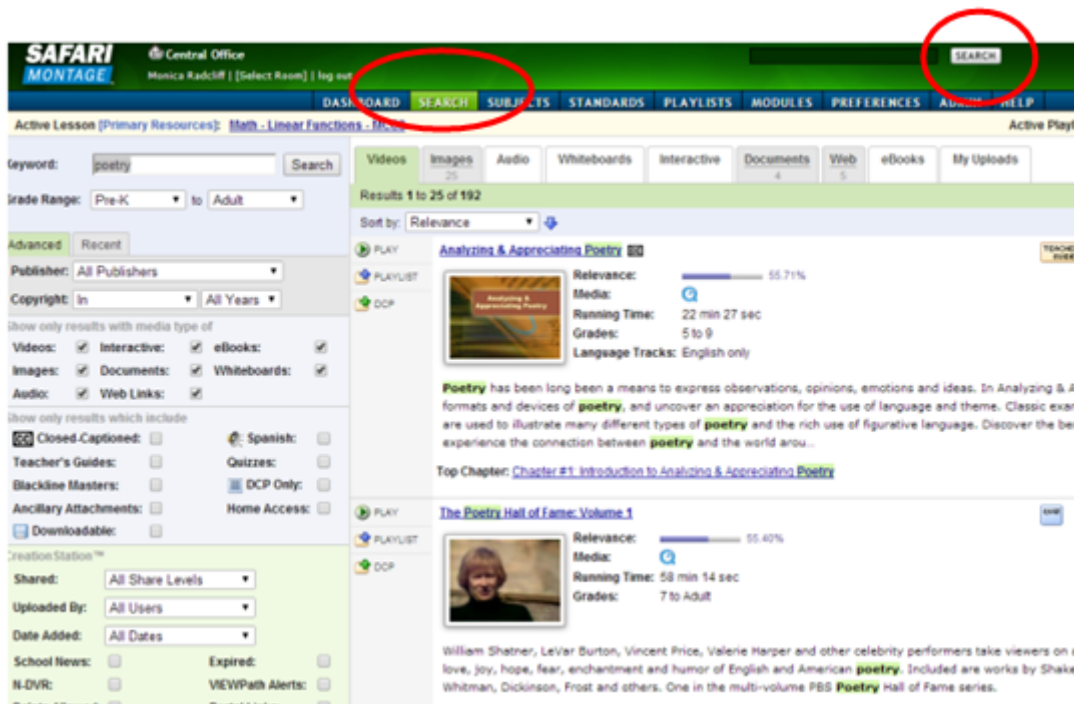 SAFARI
MONTAGE
Central Office
Monica Radcliff | [Select Room] | log out
SEARCH
DASHBOARD SEARCH SUBJECTS STANDARDS PLAYLISTS MODULES PREFERENCES ADMIN HELP
Active Lesson [Primary Resources]: Math - Linear Functions -
Active Playl
Keyword: poetry Search
Grade Range: Pre-K to Adult
Advanced Recent
Publisher: All Publishers
Copyright: In All Years
Show only results with media type of
Videos: Interactive: eBooks:
Images: Documents: Whiteboards:
Audio: Web Links:
Show only results which include
CC Closed-Captioned: Spanish:
Teacher's Guides: Quizzes:
Blackline Masters: DCP Only:
Ancillary Attachments: Home Access:
Downloadable:
CreationStation™
Shared: All Share Levels
Uploaded By: All Users
Date Added: All Dates
School News: Expired:
N-DVR: VIEWPath Alerts:
Videos Images Audio Whiteboards Interactive Documents Web eBooks My Uploads
25 4 5
Results 1 to 25 of 192
Sort by: Relevance
PLAY
PLAYLIST
DCP
Analyzing & Appreciating Poetry CC
Analyzing &
Appreciating Poetry
Relevance: 55.71%
Media:
Running Time: 22 min 27 sec
Grades: 5 to 9
Language Tracks: English only
Poetry has been long been a means to express observations, opinions, emotions and ideas. In Analyzing & A
formats and devices of poetry, and uncover an appreciation for the use of language and theme. Classic exar
are used to illustrate many different types of poetry and the rich use of figurative language. Discover the be
experience the connection between poetry and the world arou...
Top Chapter: Chapter #1: Introduction to Analyzing & Appreciating Poetry
PLAY
PLAYLIST
DCP
The Poetry Hall of Fame: Volume 1
Relevance: 55.40%
Media:
Running Time: 58 min 14 sec
Grades: 7 to Adult
William Shatner, LeVar Burton, Vincent Price, Valerie Harper and other celebrity performers take viewers on a
love, joy, hope, fear, enchantment and humor of English and American poetry. Included are works by Shake
Whitman, Dickinson, Frost and others. One in the multi-volume PBS Poetry Hall of Fame series.